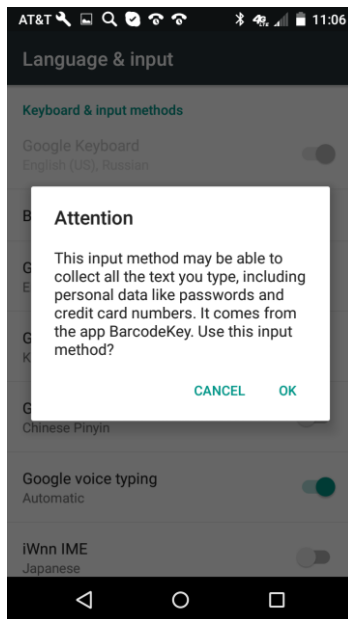 AT&T 11:06
Language & input
Keyboard & input methods
Google Keyboard
English (US), Russian
B
Attention
This input method may be able to
collect all the text you type, including
personal data like passwords and
credit card numbers. It comes from
the app BarcodeKey. Use this input
method?
G
E
G
K
CANCEL OK
G
Chinese Pinyin
Google voice typing
Automatic
iWnn IME
Japanese